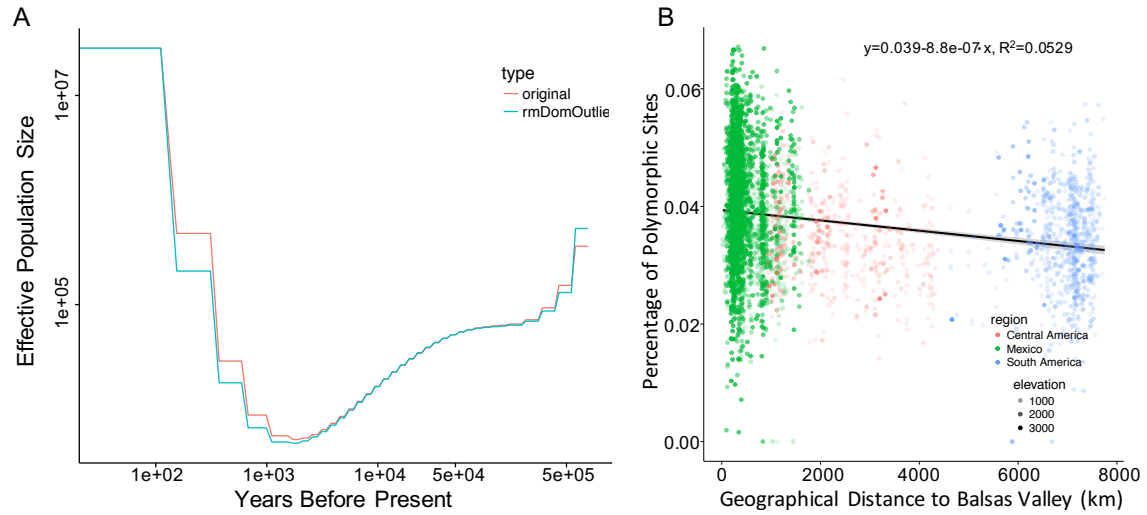 A
Effective Population Size
1e+07
1e+05
type
original
rmDomOutlie
1e+02
1e+03
1e+04
5e+04
5e+05
Years Before Present
B
Percentage of Polymorphic Sites
y=0.039-8.8e-07·x, R²=0.0529
0.06
0.04
0.02
0.00
region
Central America
Mexico
South America
elevation
1000
2000
3000
0
2000
4000
6000
8000
Geographical Distance to Balsas Valley (km)